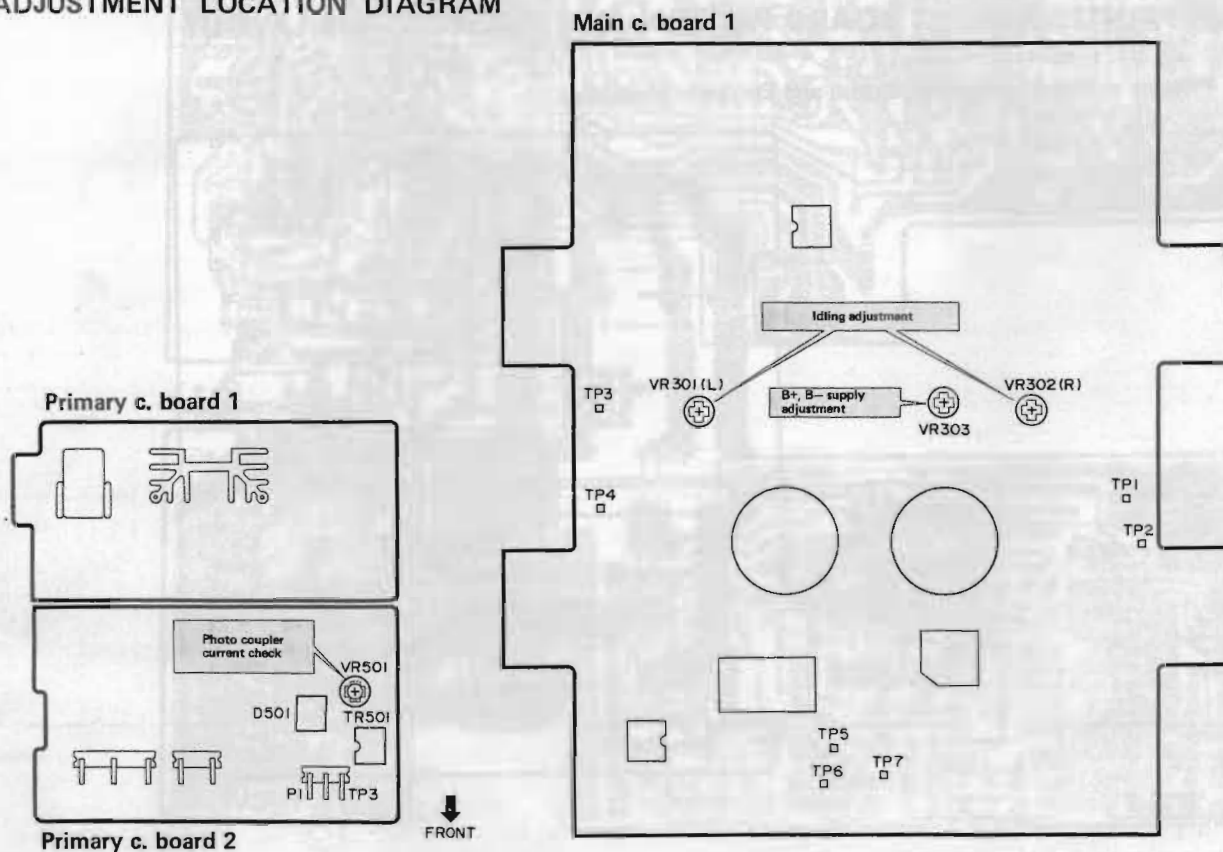 ADJUSTMENT LOCATION DIAGRAM
Main c. board 1
Idling adjustment
VR301(L)
B+, B− supply
adjustment
VR303
VR302(R)
TP3
TP4
TP1
TP2
TP5
TP6
TP7
Primary c. board 1
Photo coupler
current check
VR501
D501
TR501
P1
TP3
Primary c. board 2
FRONT